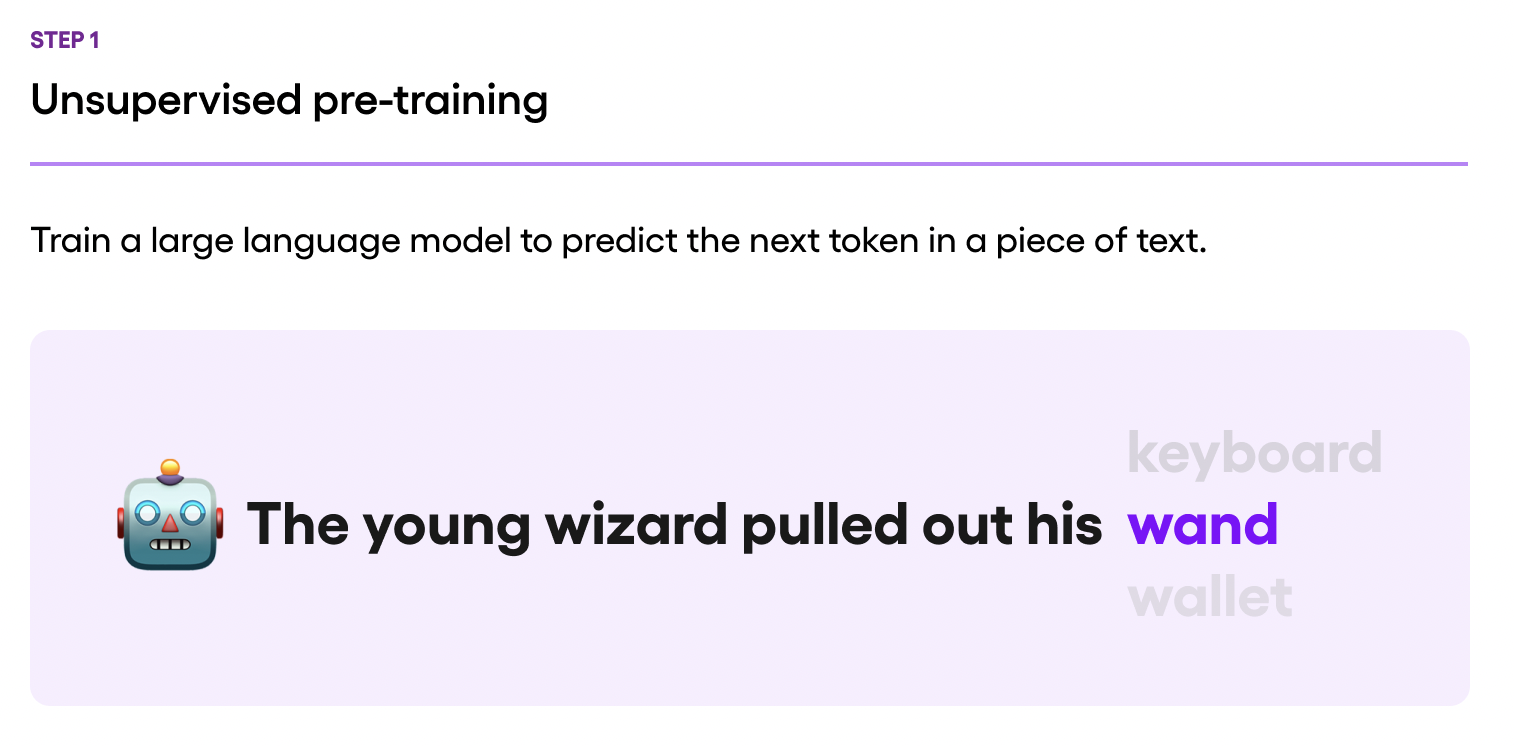 STEP 1
Unsupervised pre-training
Train a large language model to predict the next token in a piece of text.
keyboard
The young wizard pulled out his wand
wallet